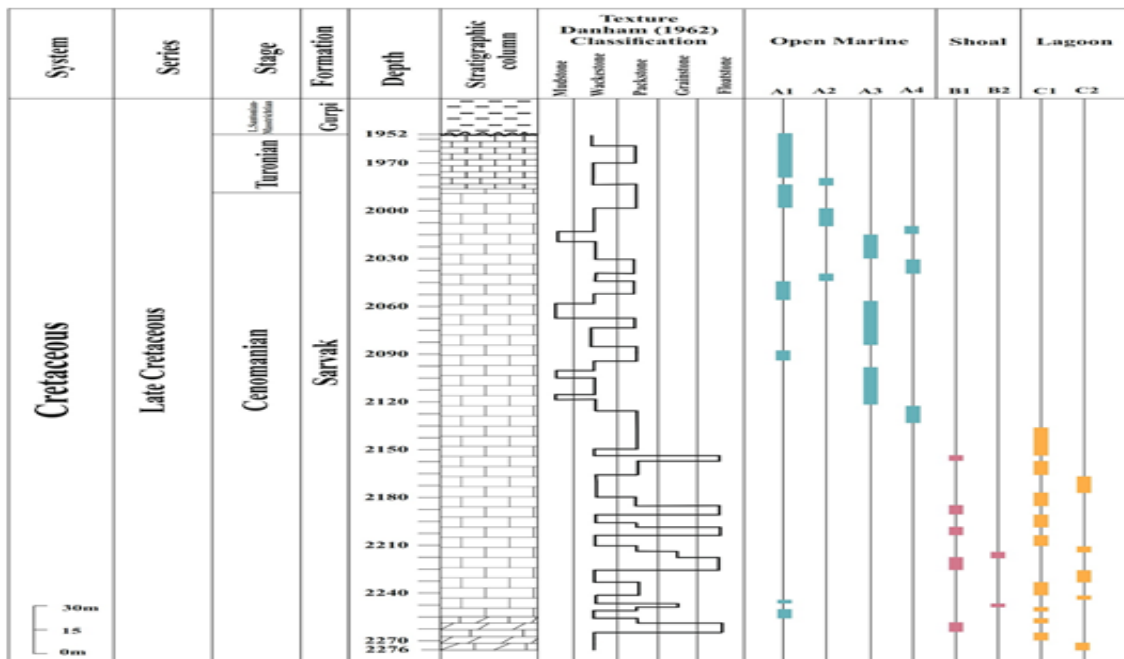 System
Series
Stage
Formation
Depth
Stratigraphic
column
Texture
Danham (1962)
Classification
Mudstone
Wackestone
Packstone
Grainstone
Floatstone
Open Marine
A1
A2
A3
A4
Shoal
B1
B2
Lagoon
C1
C2
Cretaceous
Late Cretaceous
Turonian
Cenomanian
Gurpi
Sarvak
1952
1970
2000
2030
2060
2090
2120
2150
2180
2210
2240
2270
2276
30m
15
0m